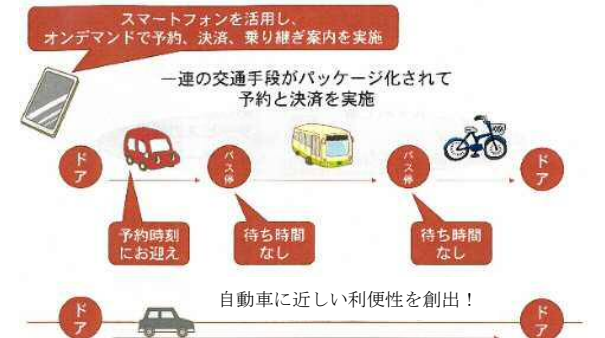 スマートフォンを活用し、
オンデマンドで予約、決済、乗り継ぎ案内を実施
一連の交通手段がパッケージ化されて
予約と決済を実施
ドア
バス停
バス停
ドア
予約時刻
にお迎え
待ち時間
なし
待ち時間
なし
自動車に近しい利便性を創出！
ドア
ドア